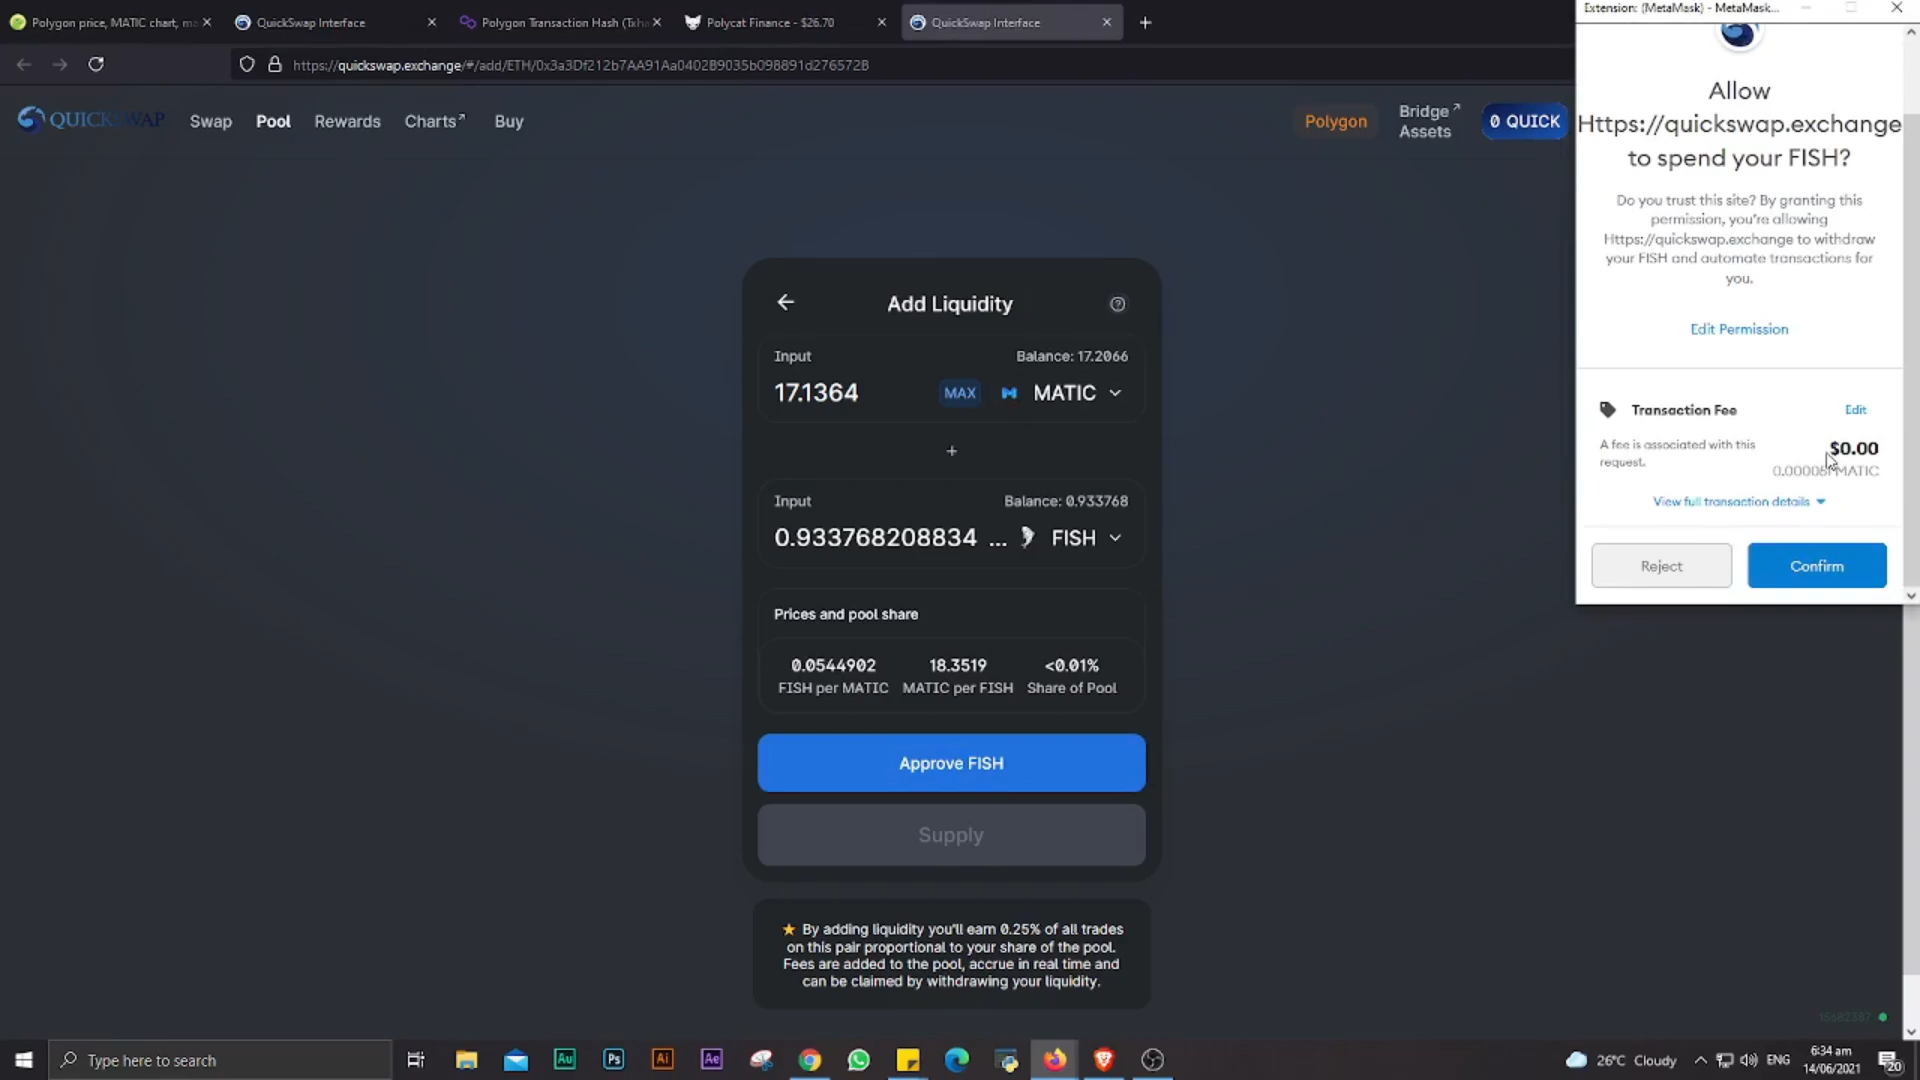 Polygon price, MATIC chart, ma
QuickSwap Interface
Polygon Transaction Hash (Txha
Polycat Finance - $26.70
QuickSwap Interface
Extension: (MetaMask) - MetaMask...
https://quickswap.exchange/#/add/ETH/0x3a3Df212b7AA91Aa0402B9035b098891d276572B
QUICKSWAP
Swap
Pool
Rewards
Charts↗
Buy
Polygon
Bridge↗
Assets
0 QUICK
Allow
Https://quickswap.exchange
to spend your FISH?
Do you trust this site? By granting this
permission, you're allowing
Https://quickswap.exchange to withdraw
your FISH and automate transactions for
you.
Edit Permission
Transaction Fee
Edit
A fee is associated with this
request.
$0.00
MATIC
View full transaction details
Reject
Confirm
Add Liquidity
Input
Balance: 17.2066
17.1364
MAX
MATIC
+
Input
Balance: 0.933768
0.933768208834 ...
FISH
Prices and pool share
0.0544902
18.3519
<0.01%
FISH per MATIC
MATIC per FISH
Share of Pool
Approve FISH
Supply
By adding liquidity you'll earn 0.25% of all trades
on this pair proportional to your share of the pool.
Fees are added to the pool, accrue in real time and
can be claimed by withdrawing your liquidity.
Type here to search
Au
Ps
Ai
Ae
26°C Cloudy
ENG
6:34 am
14/06/2021
20